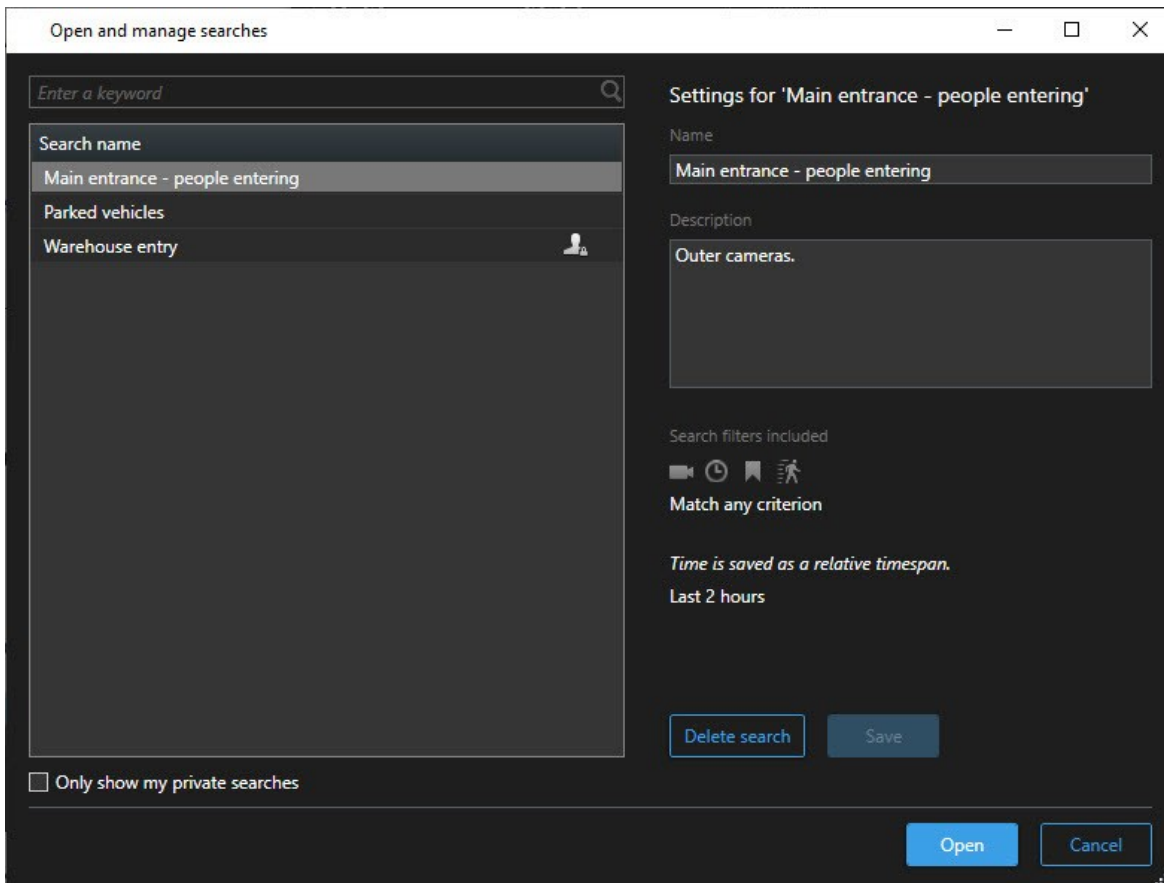 Open and manage searches
Enter a keyword
Search name
Main entrance - people entering
Parked vehicles
Warehouse entry
Only show my private searches
Settings for 'Main entrance - people entering'
Name
Main entrance - people entering
Description
Outer cameras.
Search filters included
Match any criterion
Time is saved as a relative timespan.
Last 2 hours
Delete search
Save
Open
Cancel